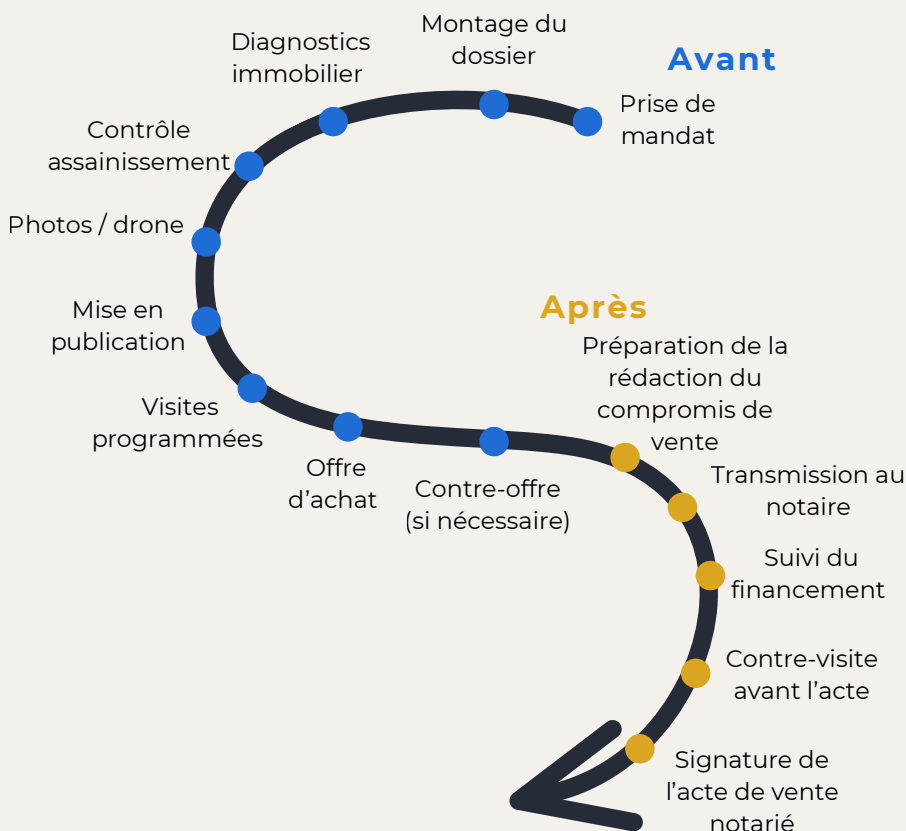 Avant
Prise de
mandat
Montage du
dossier
Diagnostics
immobilier
Contrôle
assainissement
Photos / drone
Mise en
publication
Visites
programmées
Offre
d’achat
Contre-offre
(si nécessaire)
Après
Préparation de la
rédaction du
compromis de
vente
Transmission au
notaire
Suivi du
financement
Contre-visite
avant l’acte
Signature de
l’acte de vente
notarié